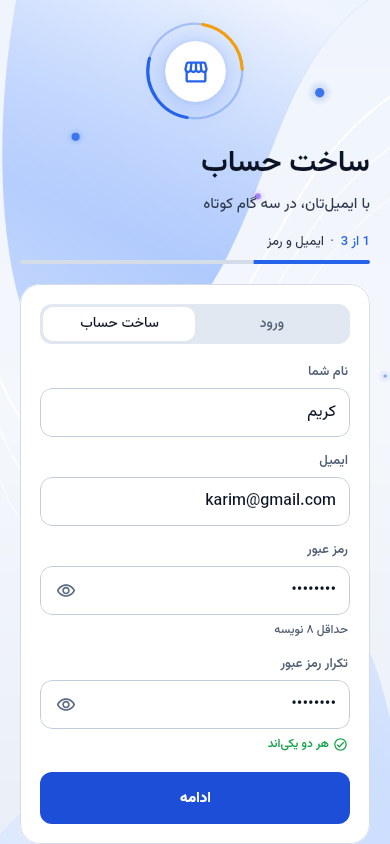 ساخت حساب
با ایمیل‌تان، در سه گام کوتاه
1 از 3 · ایمیل و رمز
ورود
ساخت حساب
نام شما
کریم
ایمیل
karim@gmail.com
رمز عبور
••••••••
حداقل ۸ نویسه
تکرار رمز عبور
••••••••
هر دو یکی‌اند
ادامه